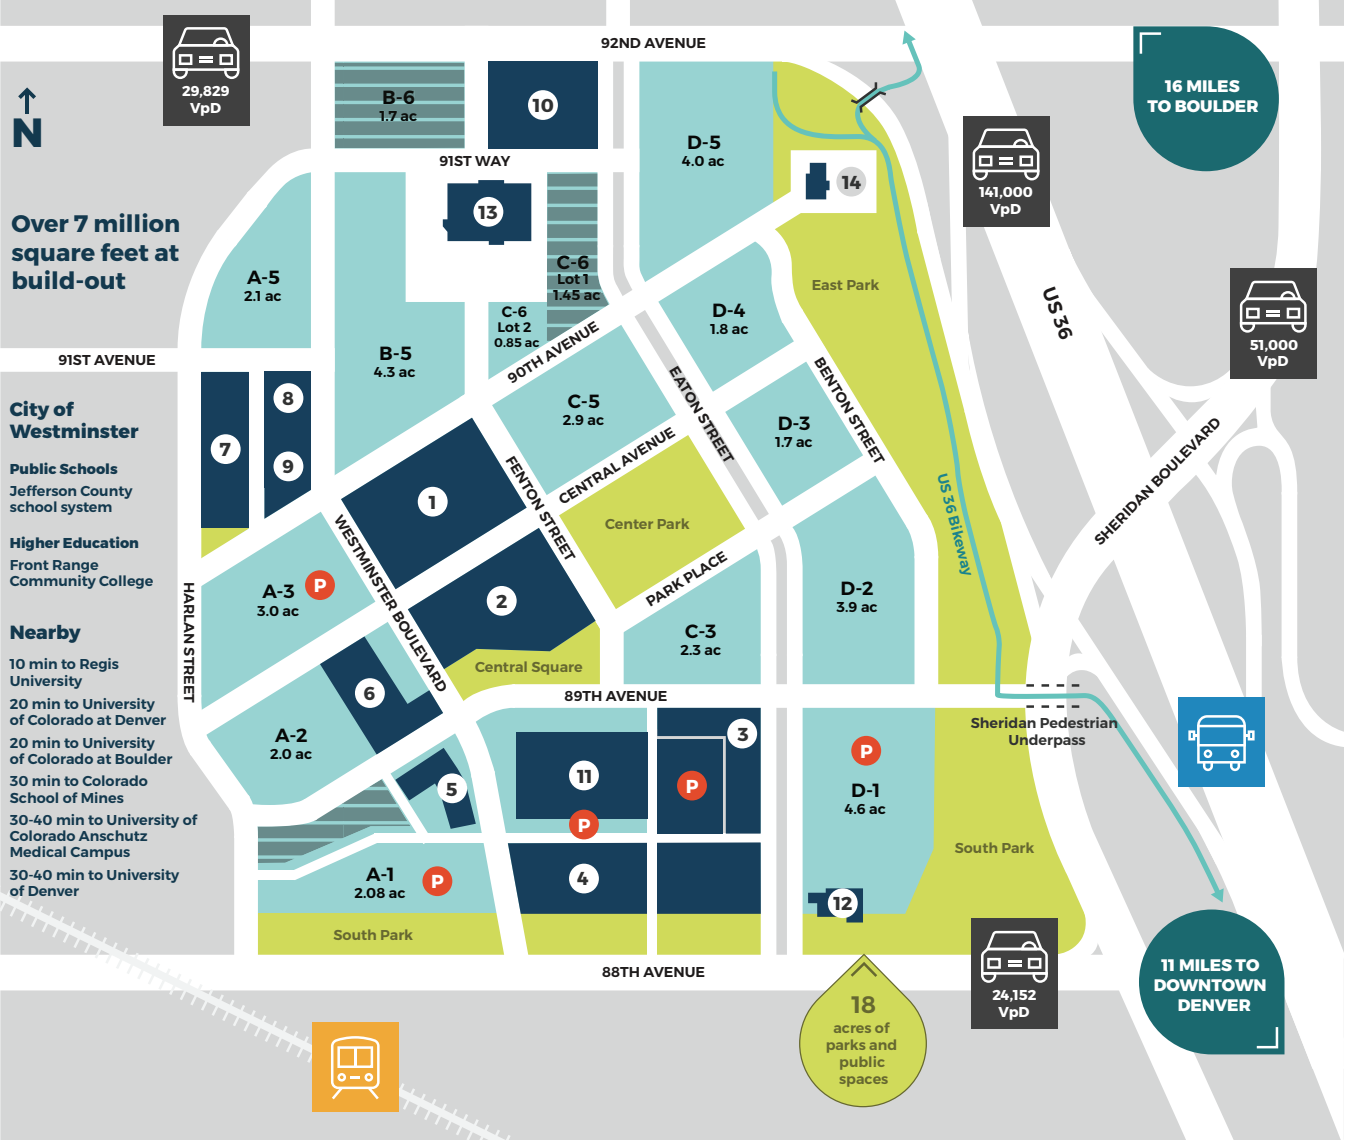 92ND AVENUE
29,829
VpD
N
B-6
1.7 ac
10
D-5
4.0 ac
16 MILES
TO BOULDER
91ST WAY
141,000
VpD
14
13
Over 7 million
square feet at
build-out
A-5
2.1 ac
C-6
Lot 1
1.45 ac
East Park
US 36
51,000
VpD
C-6
Lot 2
0.85 ac
D-4
1.8 ac
91ST AVENUE
B-5
4.3 ac
90TH AVENUE
EATON STREET
BENTON STREET
City of
Westminster
Public Schools
Jefferson County
school system
Higher Education
Front Range
Community College
7
8
9
C-5
2.9 ac
D-3
1.7 ac
1
FENTON STREET
CENTRAL AVENUE
Center Park
US 36 Bikeway
SHERIDAN BOULEVARD
WESTMINSTER BOULEVARD
A-3
3.0 ac
P
2
PARK PLACE
D-2
3.9 ac
HARLAN STREET
C-3
2.3 ac
Central Square
6
89TH AVENUE
Nearby
10 min to Regis
University
20 min to University
of Colorado at Denver
20 min to University
of Colorado at Boulder
30 min to Colorado
School of Mines
30-40 min to University of
Colorado Anschutz
Medical Campus
30-40 min to University
of Denver
A-2
2.0 ac
5
11
P
3
P
P
D-1
4.6 ac
Sheridan Pedestrian
Underpass
A-1
2.08 ac
P
4
12
South Park
South Park
88TH AVENUE
18
acres of
parks and
public
spaces
24,152
VpD
11 MILES TO
DOWNTOWN
DENVER